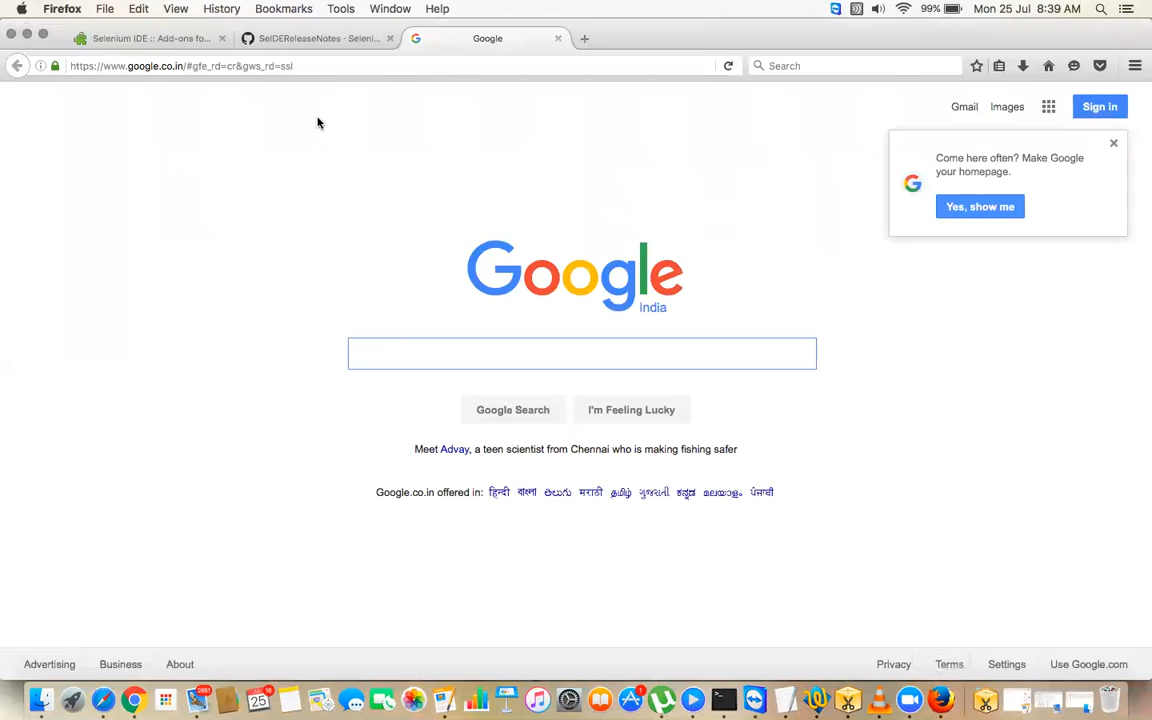 Firefox File Edit View History Bookmarks Tools Window Help 99% Mon 25 Jul 8:39 AM
Selenium IDE :: Add-ons fo... SeIDEReleaseNotes · Seleni... Google
https://www.google.co.in/#gfe_rd=cr&gws_rd=ssl Search
Gmail Images Sign in
Come here often? Make Google
your homepage.
Yes, show me
Google
India
Google Search I'm Feeling Lucky
Meet Advay, a teen scientist from Chennai who is making fishing safer
Google.co.in offered in: हिन्दी বাংলা తెలుగు मराठी தமிழ் ગુજરાતી ಕನ್ನಡ മലയാളം ਪੰਜਾਬੀ
Advertising Business About Privacy Terms Settings Use Google.com